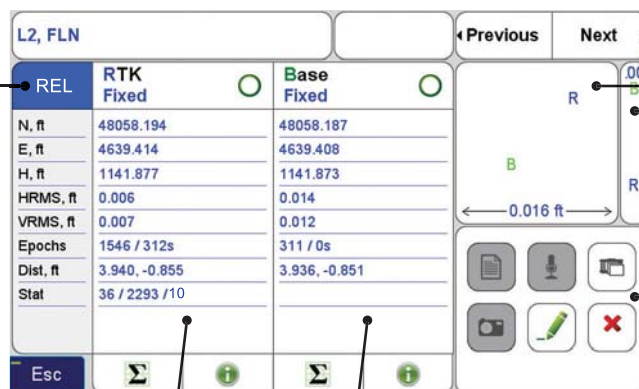 L2, FLN
Previous Next
REL RTK Fixed Base Fixed
N, ft 48058.194 48058.187
E, ft 4639.414 4639.408
H, ft 1141.877 1141.873
HRMS, ft 0.006 0.014
VRMS, ft 0.007 0.012
Epochs 1546 / 312s 311 / 0s
Dist, ft 3.940, -0.855 3.936, -0.851
Stat 36 / 2293 /10
Esc Σ i Σ i
R
B
0.016 ft
.00
B
R